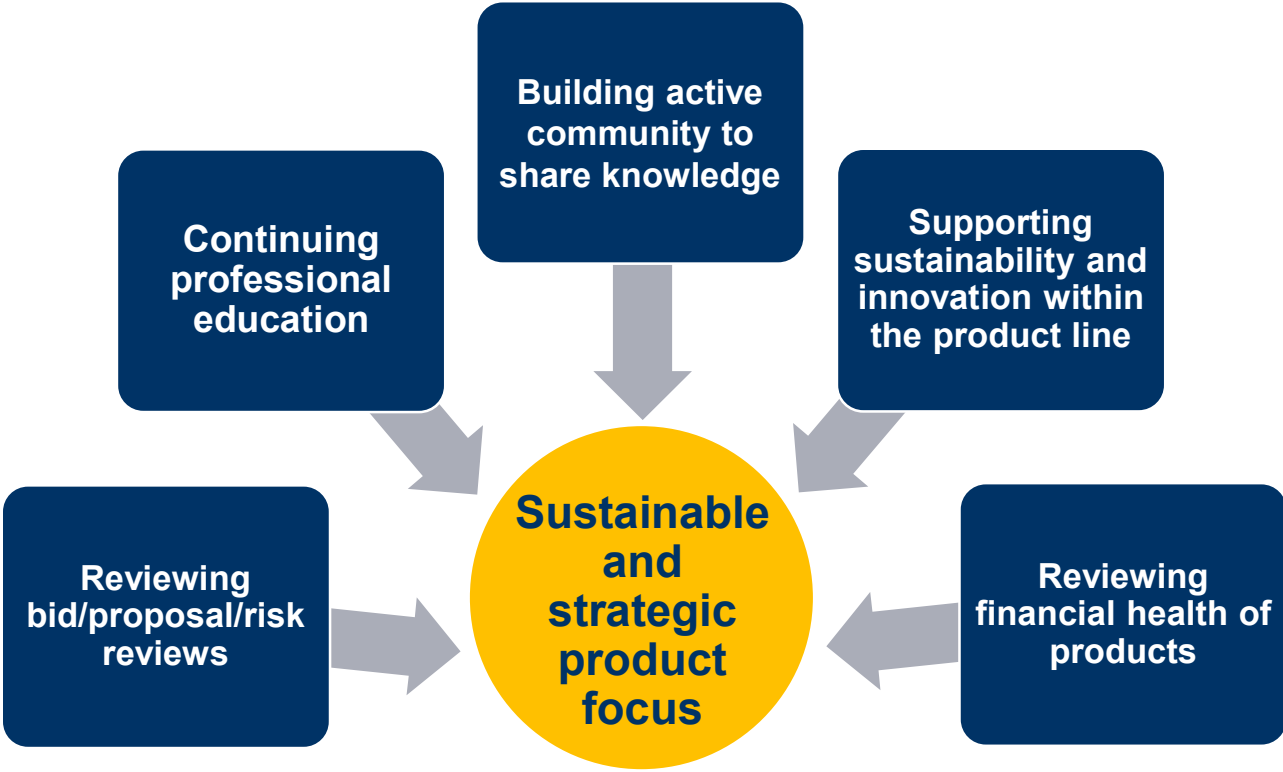 Building active
community to
share knowledge
Continuing
professional
education
Supporting
sustainability and
innovation within
the product line
Reviewing
bid/proposal/risk
reviews
Sustainable
and
strategic
product
focus
Reviewing
financial health of
products